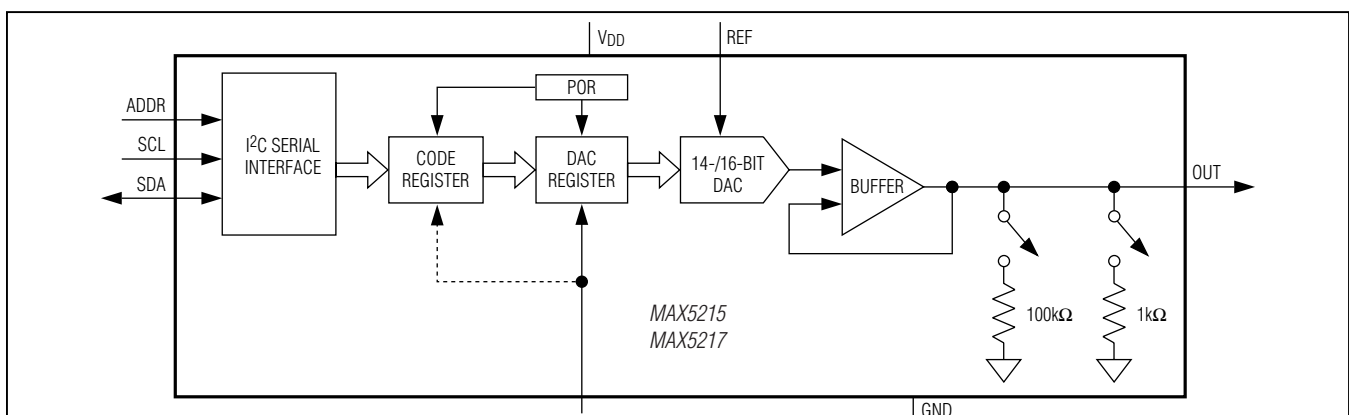 VDD
REF
POR
ADDR
SCL
SDA
I²C SERIAL
INTERFACE
CODE
REGISTER
DAC
REGISTER
14-/16-BIT
DAC
BUFFER
OUT
100kΩ
1kΩ
MAX5215
MAX5217
GND